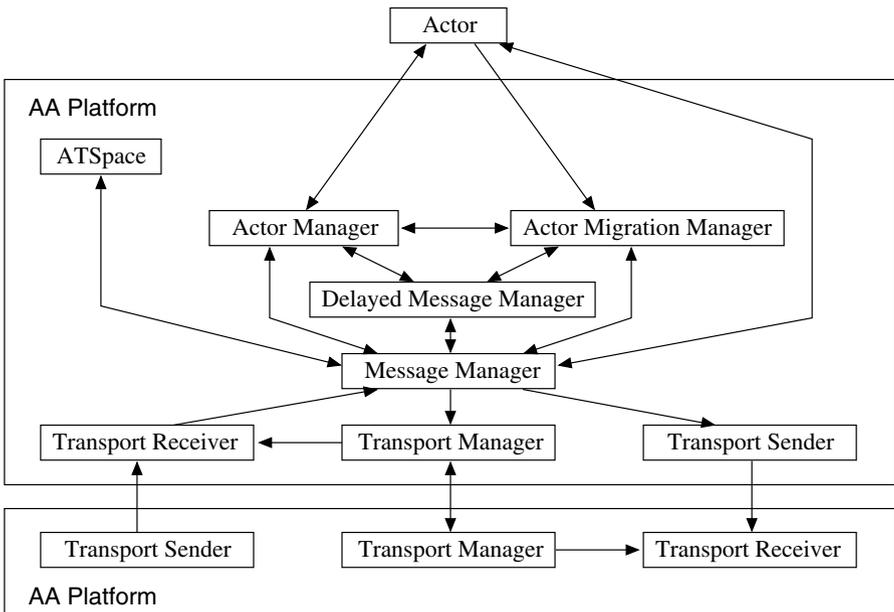 Actor
AA Platform
ATSpace
Actor Manager
Actor Migration Manager
Delayed Message Manager
Message Manager
Transport Receiver
Transport Manager
Transport Sender
Transport Sender
Transport Manager
Transport Receiver
AA Platform